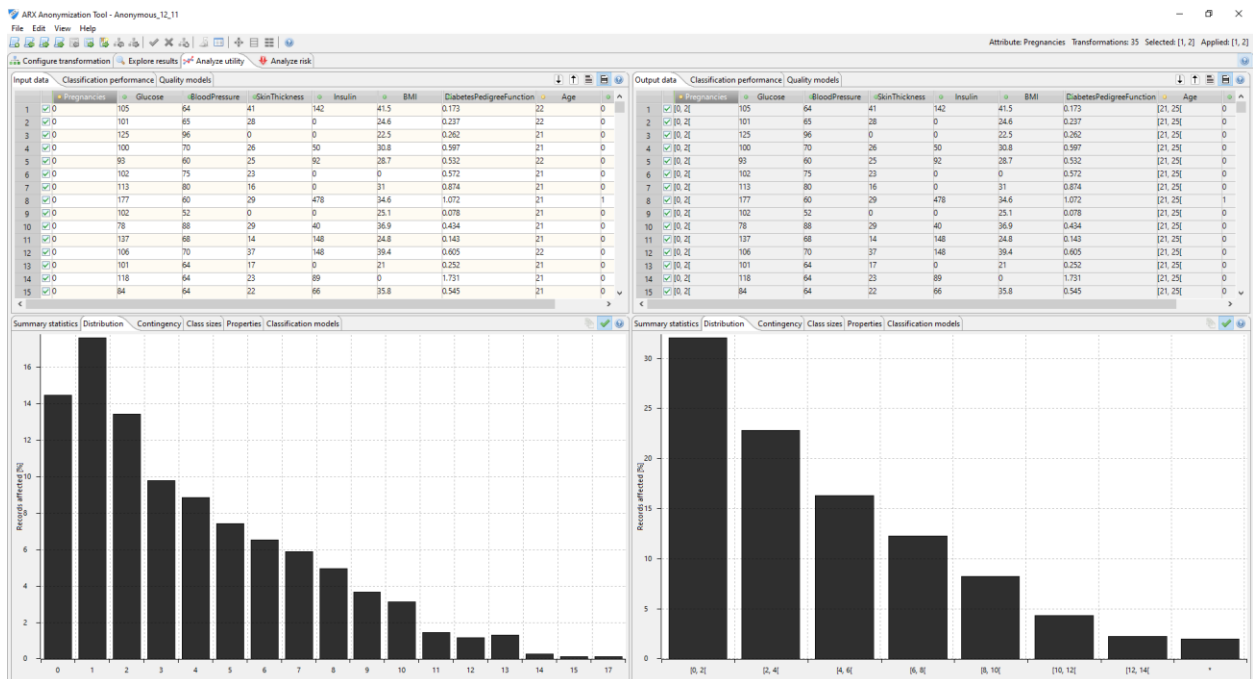 ARX Anonymization Tool - Anonymous_12_11
File Edit View Help
Attribute: Pregnancies Transformations: 35 Selected: [1, 2] Applied: [1, 2]
Configure transformation Explore results Analyze utility Analyze risk
Input data Classification performance Quality models
Pregnancies Glucose BloodPressure SkinThickness Insulin BMI DiabetesPedigreeFunction Age
1 0 105 64 41 142 41.5 0.173 22 0
2 0 101 65 28 0 24.6 0.237 22 0
3 0 125 96 0 0 22.5 0.262 21 0
4 0 100 70 26 50 30.8 0.597 21 0
5 0 93 60 25 92 28.7 0.532 22 0
6 0 102 75 23 0 0 0.572 21 0
7 0 113 80 16 0 31 0.874 21 0
8 0 177 60 29 478 34.6 1.072 21 1
9 0 102 52 0 0 25.1 0.078 21 0
10 0 78 88 29 40 36.9 0.434 21 0
11 0 137 68 14 148 24.8 0.143 21 0
12 0 106 70 37 148 39.4 0.605 22 0
13 0 101 64 17 0 21 0.252 21 0
14 0 118 64 23 89 0 1.731 21 0
15 0 84 64 22 66 35.8 0.545 21 0
Output data Classification performance Quality models
Pregnancies Glucose BloodPressure SkinThickness Insulin BMI DiabetesPedigreeFunction Age
1 [0, 2[ 105 64 41 142 41.5 0.173 [21, 25[ 0
2 [0, 2[ 101 65 28 0 24.6 0.237 [21, 25[ 0
3 [0, 2[ 125 96 0 0 22.5 0.262 [21, 25[ 0
4 [0, 2[ 100 70 26 50 30.8 0.597 [21, 25[ 0
5 [0, 2[ 93 60 25 92 28.7 0.532 [21, 25[ 0
6 [0, 2[ 102 75 23 0 0 0.572 [21, 25[ 0
7 [0, 2[ 113 80 16 0 31 0.874 [21, 25[ 0
8 [0, 2[ 177 60 29 478 34.6 1.072 [21, 25[ 1
9 [0, 2[ 102 52 0 0 25.1 0.078 [21, 25[ 0
10 [0, 2[ 78 88 29 40 36.9 0.434 [21, 25[ 0
11 [0, 2[ 137 68 14 148 24.8 0.143 [21, 25[ 0
12 [0, 2[ 106 70 37 148 39.4 0.605 [21, 25[ 0
13 [0, 2[ 101 64 17 0 21 0.252 [21, 25[ 0
14 [0, 2[ 118 64 23 89 0 1.731 [21, 25[ 0
15 [0, 2[ 84 64 22 66 35.8 0.545 [21, 25[ 0
Summary statistics Distribution Contingency Class sizes Properties Classification models
Records affected [%]
16
14
12
10
8
6
4
2
0
0 1 2 3 4 5 6 7 8 9 10 11 12 13 14 15 17
Summary statistics Distribution Contingency Class sizes Properties Classification models
Records affected [%]
30
25
20
15
10
5
0
[0, 2[ [2, 4[ [4, 6[ [6, 8[ [8, 10[ [10, 12[ [12, 14[ *